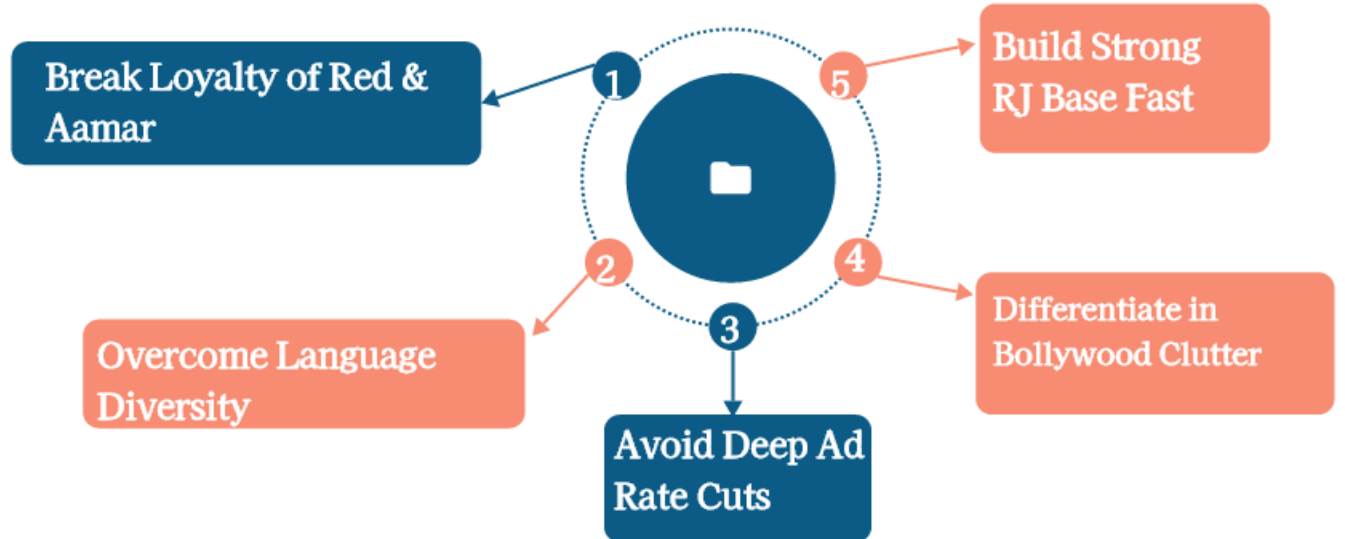 1
Break Loyalty of Red &
Aamar
2
Overcome Language
Diversity
3
Avoid Deep Ad
Rate Cuts
4
Differentiate in
Bollywood Clutter
5
Build Strong
RJ Base Fast